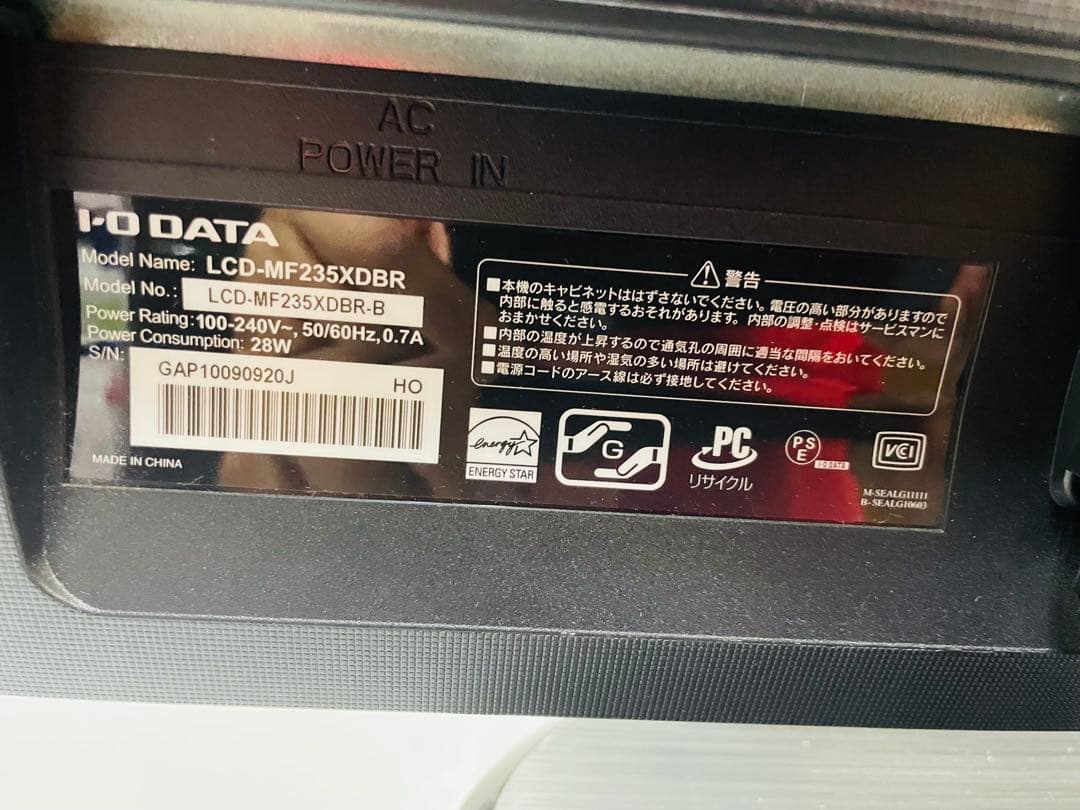 AC
POWER IN
I-O DATA
Model Name: LCD-MF235XDBR
Model No.: LCD-MF235XDBR-B
Power Rating:100-240V~, 50/60Hz, 0.7A
Power Consumption: 28W
S/N:
GAP10090920J HO
MADE IN CHINA
⚠警告
■本機のキャビネットははずさないでください。電圧の高い部分がありますので
内部に触ると感電するおそれがあります。内部の調整・点検はサービスマンに
おまかせください。
■内部の温度が上昇するので通気孔の周囲に適当な間隔をおいてください。
■温度の高い場所や湿気の多い場所は避けてください。
■電源コードのアース線は必ず接地してください。
energy
ENERGY STAR
G
PC
リサイクル
PS
E
I-O DATA
VCI
M-SEALG11111
B-SEALG10603